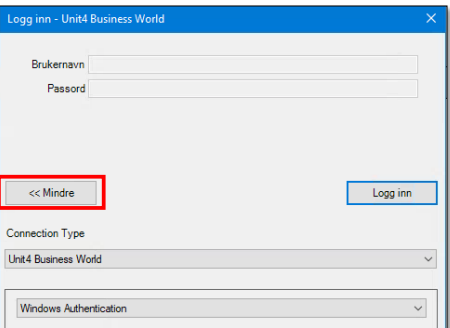 Logg inn - Unit4 Business World
Brukernavn
Passord
<< Mindre
Logg inn
Connection Type
Unit4 Business World
Windows Authentication